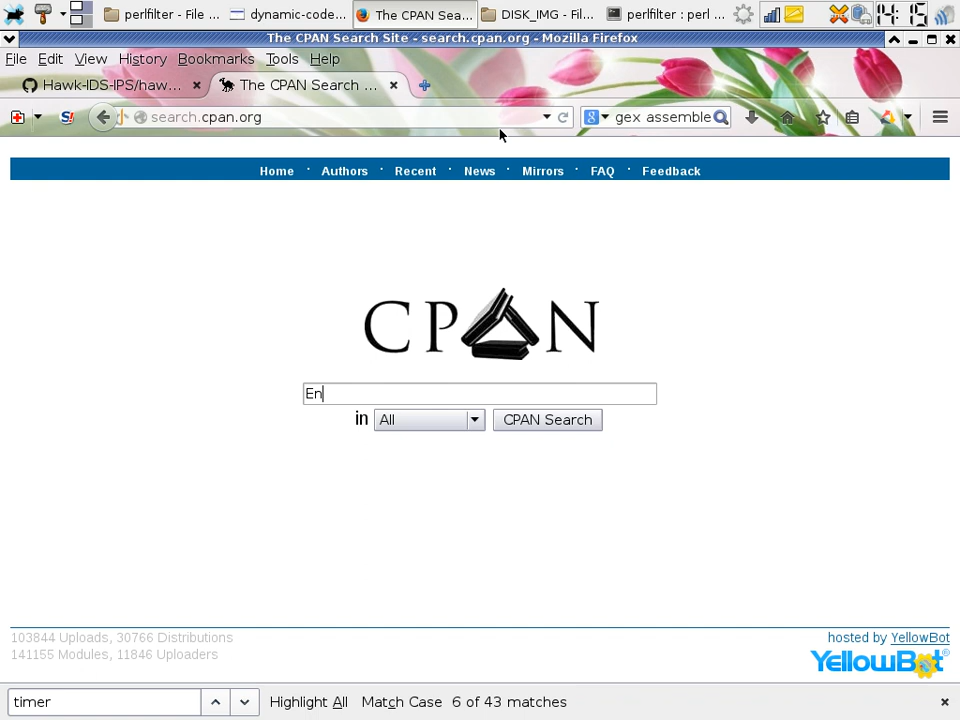 perlfilter - File ...
dynamic-code...
The CPAN Sea...
DISK_IMG - Fil...
perlfilter : perl ...
14:15
The CPAN Search Site - search.cpan.org - Mozilla Firefox
File Edit View History Bookmarks Tools Help
Hawk-IDS-IPS/haw...
The CPAN Search ...
search.cpan.org
gex assemble
Home · Authors · Recent · News · Mirrors · FAQ · Feedback
CPAN
En
in All CPAN Search
103844 Uploads, 30766 Distributions
141155 Modules, 11846 Uploaders
hosted by YellowBot
YellowBot®
timer Highlight All Match Case 6 of 43 matches